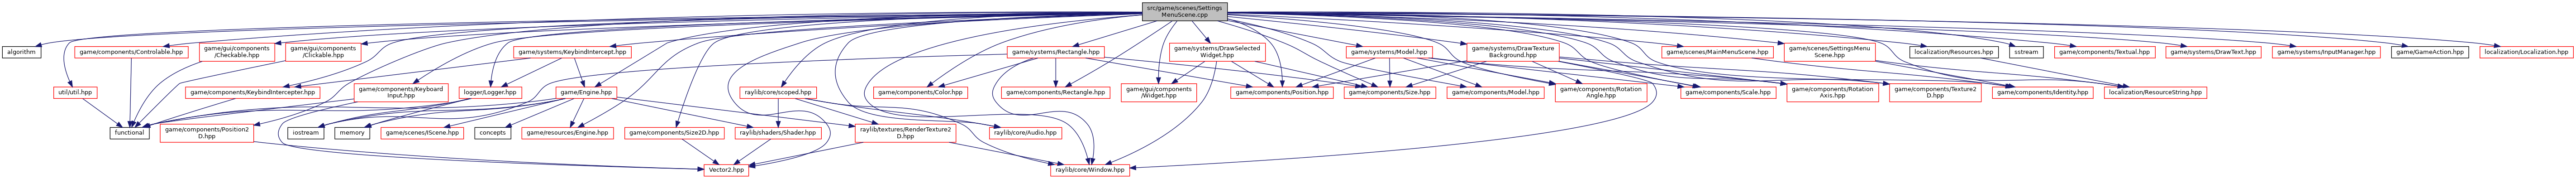 src/game/scenes/Settings
MenuScene.cpp
algorithm
game/components/Controlable.hpp
game/gui/components
/Checkable.hpp
game/gui/components
/Clickable.hpp
game/systems/KeybindIntercept.hpp
game/systems/Rectangle.hpp
game/systems/DrawSelected
Widget.hpp
game/systems/Model.hpp
game/systems/DrawTexture
Background.hpp
game/scenes/MainMenuScene.hpp
game/scenes/SettingsMenu
Scene.hpp
localization/Resources.hpp
sstream
game/components/Textual.hpp
game/systems/DrawText.hpp
game/systems/InputManager.hpp
game/GameAction.hpp
localization/Localization.hpp
util/util.hpp
game/components/KeybindIntercepter.hpp
game/components/Keyboard
Input.hpp
logger/Logger.hpp
game/Engine.hpp
raylib/core/scoped.hpp
game/components/Color.hpp
game/components/Rectangle.hpp
game/gui/components
/Widget.hpp
game/components/Position.hpp
game/components/Size.hpp
game/components/Model.hpp
game/components/Rotation
Angle.hpp
game/components/Scale.hpp
game/components/Rotation
Axis.hpp
game/components/Texture2
D.hpp
game/components/Identity.hpp
localization/ResourceString.hpp
functional
game/components/Position2
D.hpp
iostream
memory
game/scenes/IScene.hpp
concepts
game/resources/Engine.hpp
game/components/Size2D.hpp
raylib/shaders/Shader.hpp
raylib/textures/RenderTexture2
D.hpp
raylib/core/Audio.hpp
Vector2.hpp
raylib/core/Window.hpp